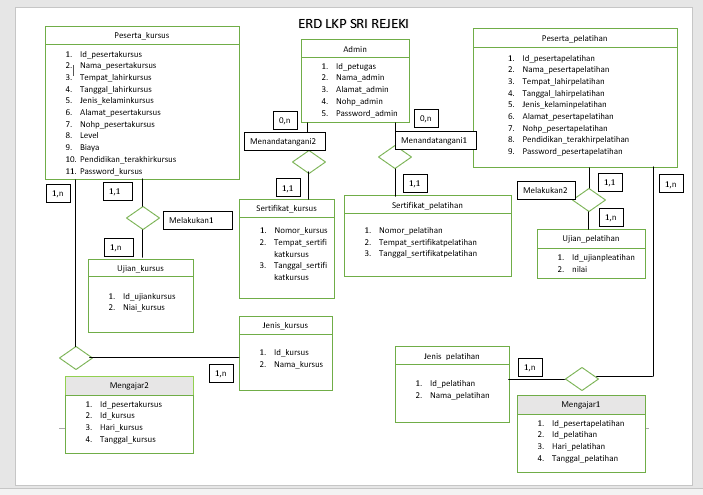 ERD LKP SRI REJEKI
Peserta_kursus
1. Id_pesertakursus
2. Nama_pesertakursus
3. Tempat_lahirkursus
4. Tanggal_lahirkursus
5. Jenis_kelaminkursus
6. Alamat_pesertakursus
7. Nohp_pesertakursus
8. Level
9. Biaya
10. Pendidikan_terakhirkursus
11. Password_kursus
Admin
1. Id_petugas
2. Nama_admin
3. Alamat_admin
4. Nohp_admin
5. Password_admin
Peserta_pelatihan
1. Id_pesertapelatihan
2. Nama_pesertapelatihan
3. Tempat_lahirpelatihan
4. Tanggal_lahirpelatihan
5. Jenis_kelaminpelatihan
6. Alamat_pesertapelatihan
7. Nohp_pesertapelatihan
8. Pendidikan_terakhirpelatihan
9. Password_pesertapelatihan
0,n
0,n
Menandatangani2
Menandatangani1
1,n
1,1
1,1
1,1
Melakukan2
1,1
1,n
Melakukan1
1,n
1,n
Sertifikat_kursus
1. Nomor_kursus
2. Tempat_sertifi
katkursus
3. Tanggal_sertifi
katkursus
Sertifikat_pelatihan
1. Nomor_pelatihan
2. Tempat_sertifikatpelatihan
3. Tanggal_sertifikatpelatihan
Ujian_pelatihan
1. Id_ujianpleatihan
2. nilai
Ujian_kursus
1. Id_ujiankursus
2. Niai_kursus
Jenis_kursus
1. Id_kursus
2. Nama_kursus
1,n
Jenis pelatihan
1. Id_pelatihan
2. Nama_pelatihan
1,n
Mengajar2
1. Id_pesertakursus
2. Id_kursus
3. Hari_kursus
4. Tanggal_kursus
Mengajar1
1. Id_pesertapelatihan
2. Id_pelatihan
3. Hari_pelatihan
4. Tanggal_pelatihan